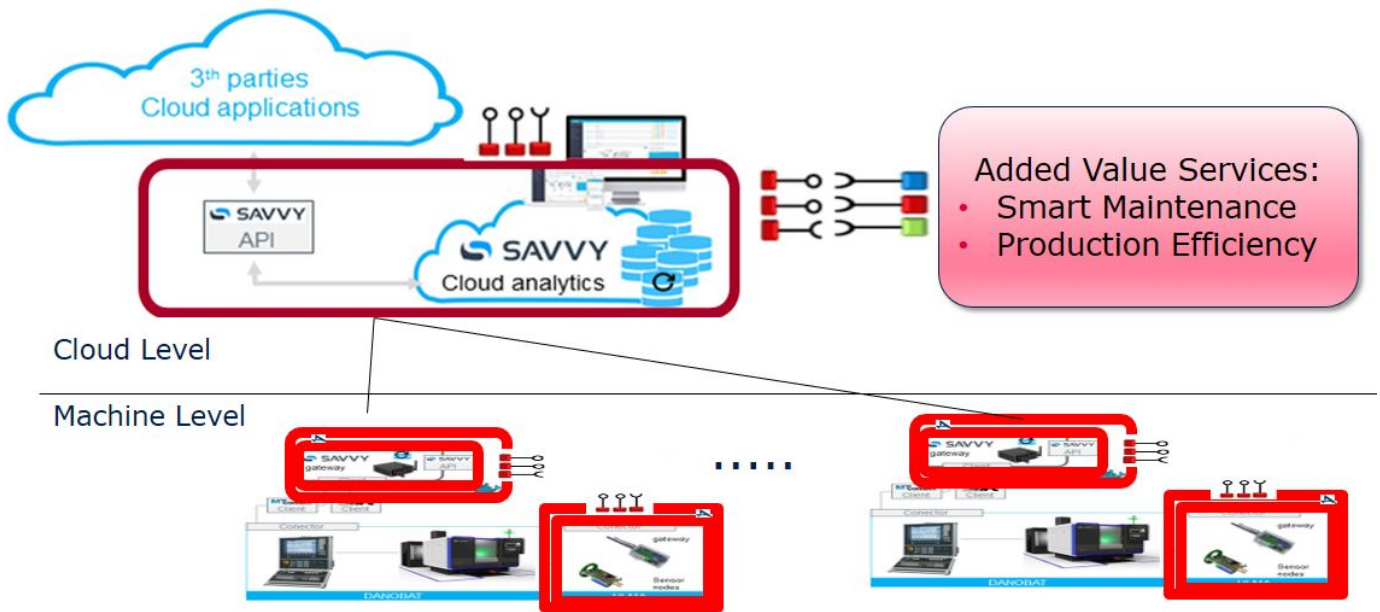 3th parties
Cloud applications
SAVVY
API
SAVVY
Cloud analytics
Added Value Services:
• Smart Maintenance
• Production Efficiency
Cloud Level
Machine Level
SAVVY
gateway
SAVVY
API
Client
Client
Conector
gateway
Sensor
nodes
DANOBAT
.....
SAVVY
gateway
SAVVY
API
Client
Client
Conector
gateway
Sensor
nodes
DANOBAT